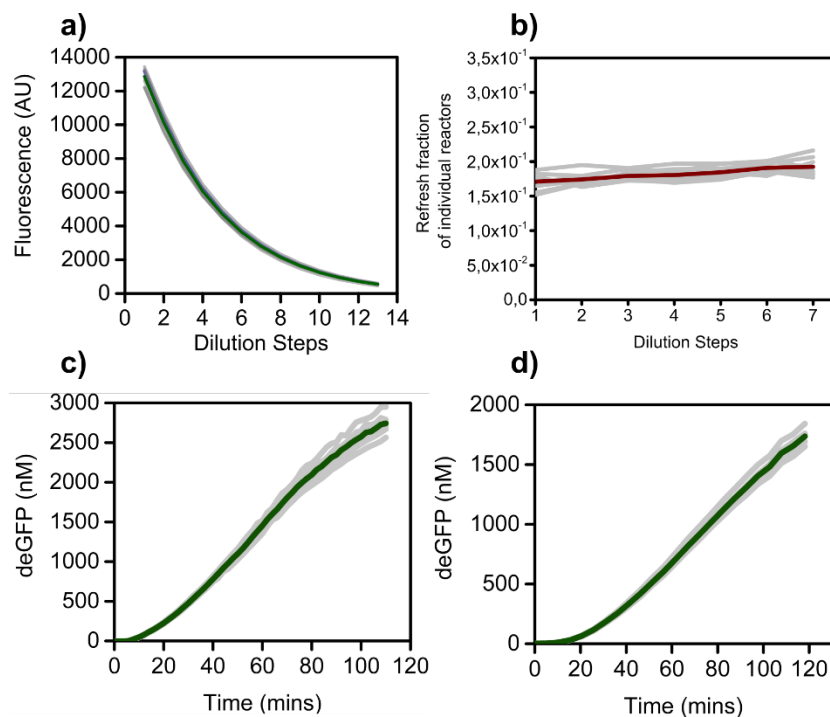 a)
14000
12000
10000
8000
6000
4000
2000
0
Fluorescence (AU)
0 2 4 6 8 10 12 14
Dilution Steps
b)
3,5x10⁻¹
3,0x10⁻¹
2,5x10⁻¹
2,0x10⁻¹
1,5x10⁻¹
1,0x10⁻¹
5,0x10⁻²
0,0
Refresh fraction
of individual reactors
1 2 3 4 5 6 7
Dilution Steps
c)
3000
2500
2000
1500
1000
500
0
deGFP (nM)
0 20 40 60 80 100 120
Time (mins)
d)
2000
1500
1000
500
0
deGFP (nM)
0 20 40 60 80 100 120
Time (mins)